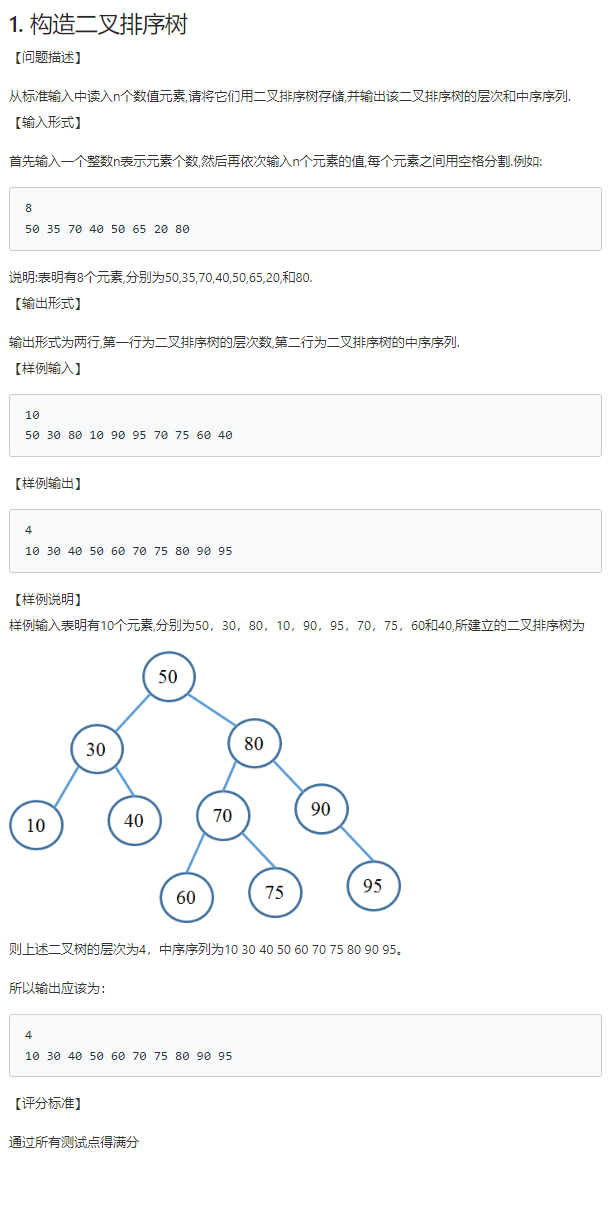 1. 构造二叉排序树
【问题描述】
从标准输入中读入n个数值元素,请将它们用二叉排序树存储,并输出该二叉排序树的层次和中序序列.
【输入形式】
首先输入一个整数n表示元素个数,然后再依次输入n个元素的值,每个元素之间用空格分割.例如:
8
50 35 70 40 50 65 20 80
说明:表明有8个元素,分别为50,35,70,40,50,65,20,和80.
【输出形式】
输出形式为两行,第一行为二叉排序树的层次数,第二行为二叉排序树的中序序列.
【样例输入】
10
50 30 80 10 90 95 70 75 60 40
【样例输出】
4
10 30 40 50 60 70 75 80 90 95
【样例说明】
样例输入表明有10个元素,分别为50，30，80，10，90，95，70，75，60和40,所建立的二叉排序树为
50
30 80
10 40 70 90
60 75 95
则上述二叉树的层次为4，中序序列为10 30 40 50 60 70 75 80 90 95。
所以输出应该为：
4
10 30 40 50 60 70 75 80 90 95
【评分标准】
通过所有测试点得满分